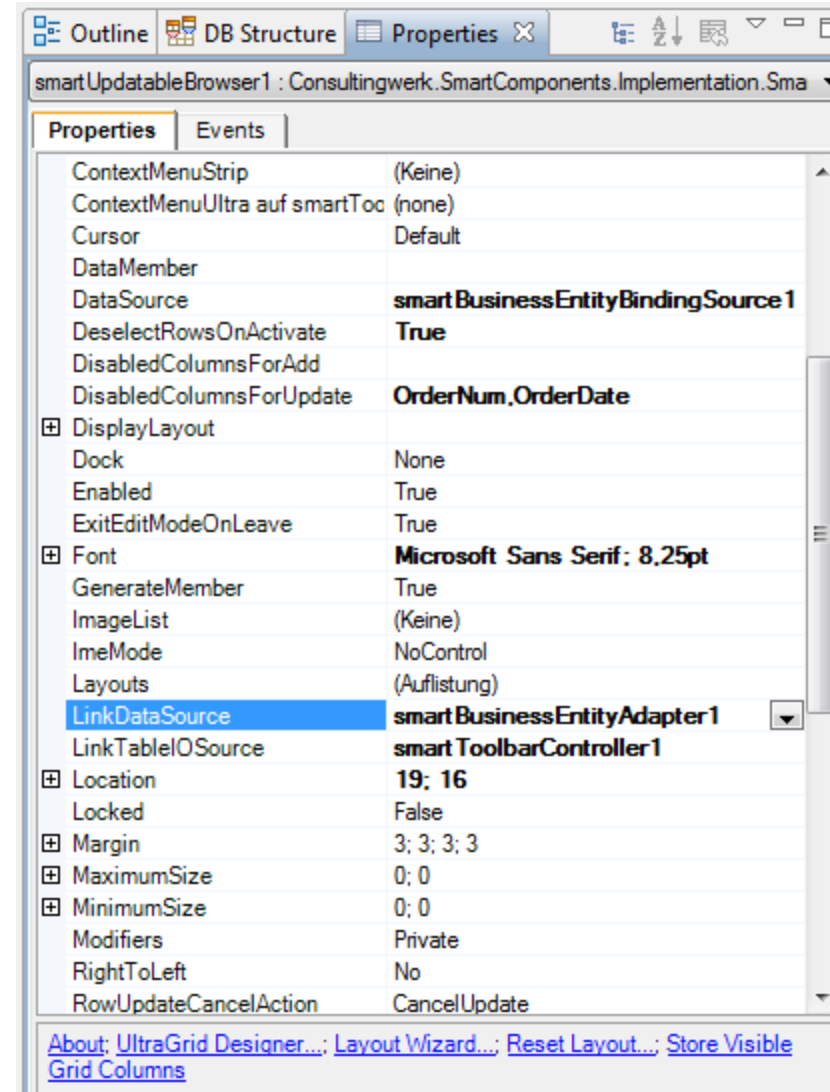 Outline DB Structure Properties
smartUpdatableBrowser1 : Consultingwerk.SmartComponents.Implementation.Sma
Properties Events
ContextMenuStrip (Keine)
ContextMenuUltra auf smartToo (none)
Cursor Default
DataMember
DataSource smartBusinessEntityBindingSource1
DeselectRowsOnActivate True
DisabledColumnsForAdd
DisabledColumnsForUpdate OrderNum,OrderDate
DisplayLayout
Dock None
Enabled True
ExitEditModeOnLeave True
Font Microsoft Sans Serif; 8,25pt
GenerateMember True
ImageList (Keine)
ImeMode NoControl
Layouts (Auflistung)
LinkDataSource smartBusinessEntityAdapter1
LinkTableIOSource smartToolbarController1
Location 19; 16
Locked False
Margin 3; 3; 3; 3
MaximumSize 0; 0
MinimumSize 0; 0
Modifiers Private
RightToLeft No
RowUpdateCancelAction CancelUpdate
About; UltraGrid Designer...; Layout Wizard...; Reset Layout...; Store Visible
Grid Columns